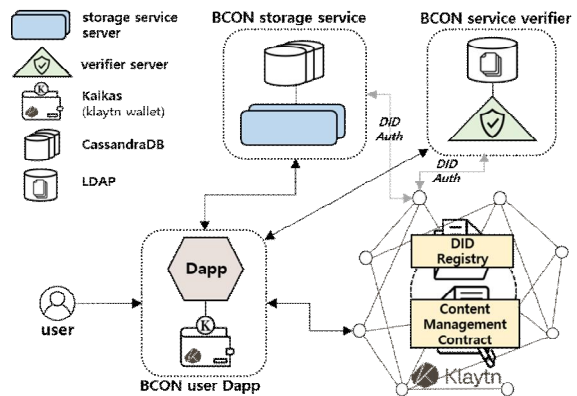 storage service
server
verifier server
Kaikas
(klaytn wallet)
CassandraDB
LDAP
BCON storage service
BCON service verifier
DID
Auth
DID
Auth
Dapp
K
BCON user Dapp
user
DID
Registry
Content
Management
Contract
Klaytn